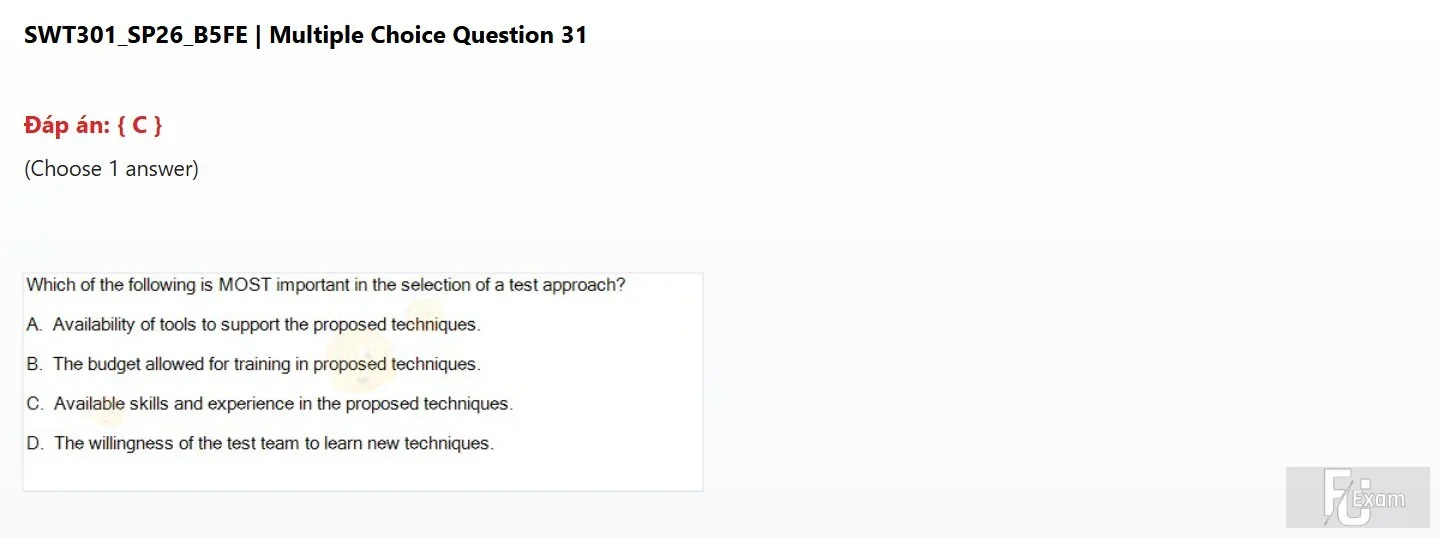 SWT301_SP26_B5FE | Multiple Choice Question 31
Đáp án: { C }
(Choose 1 answer)
Which of the following is MOST important in the selection of a test approach?
A. Availability of tools to support the proposed techniques.
B. The budget allowed for training in proposed techniques.
C. Available skills and experience in the proposed techniques.
D. The willingness of the test team to learn new techniques.
FU Exam